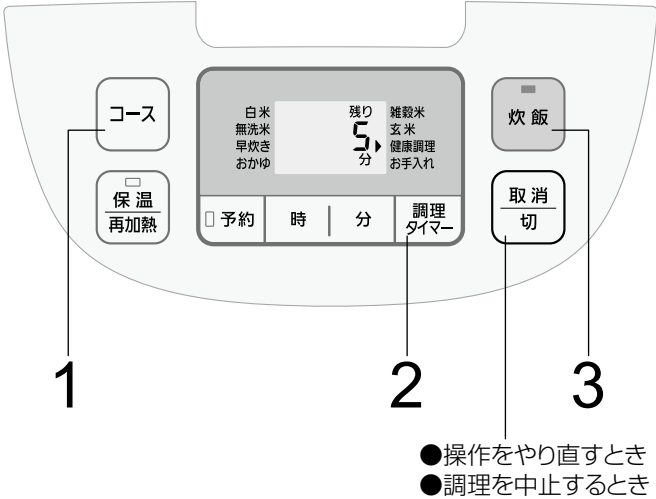 コース
保温
再加熱
白米
無洗米
早炊き
おかゆ
残り
5
分
雑穀米
玄米
健康調理
お手入れ
予約
時
分
調理
タイマー
炊飯
取消
切
1
2
3
●操作をやり直すとき
●調理を中止するとき